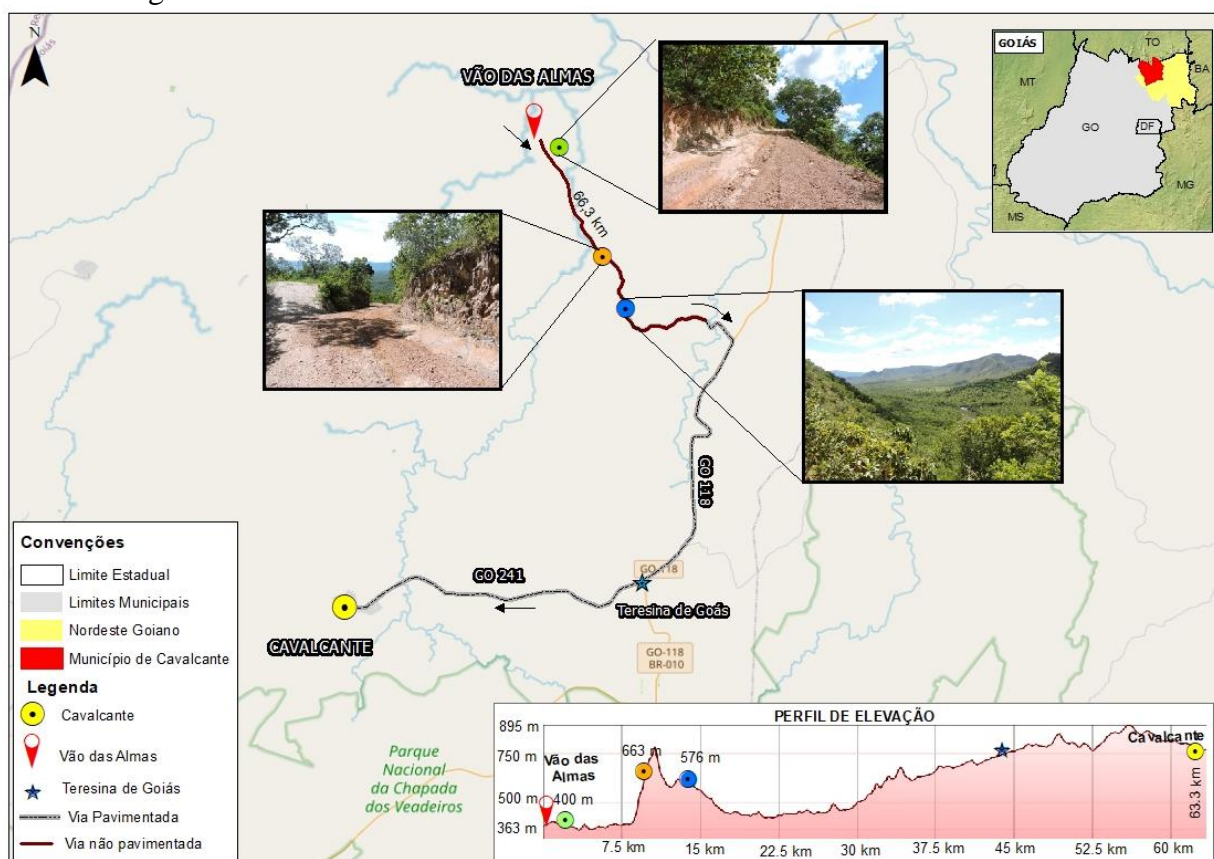 N
VÃO DAS ALMAS
66,3 km
GO 118
GO 241
GO-118
Teresina de Goás
CAVALCANTE
GO-118
BR-010
Parque
Nacional
da Chapada
dos Veadeiros
GOIÁS
TO
BA
MT
GO
DF
MG
MS
Convenções
Limite Estadual
Limites Municipais
Nordeste Goiano
Município de Cavalcante
Legenda
Cavalcante
Vão das Almas
Teresina de Goiás
Via Pavimentada
Via não pavimentada
PERFIL DE ELEVAÇÃO
895 m
750 m
500 m
363 m
Vão das
Almas
400 m
663 m
576 m
Cavalcante
63.3 km
7.5 km
15 km
22.5 km
30 km
37.5 km
45 km
52.5 km
60 km